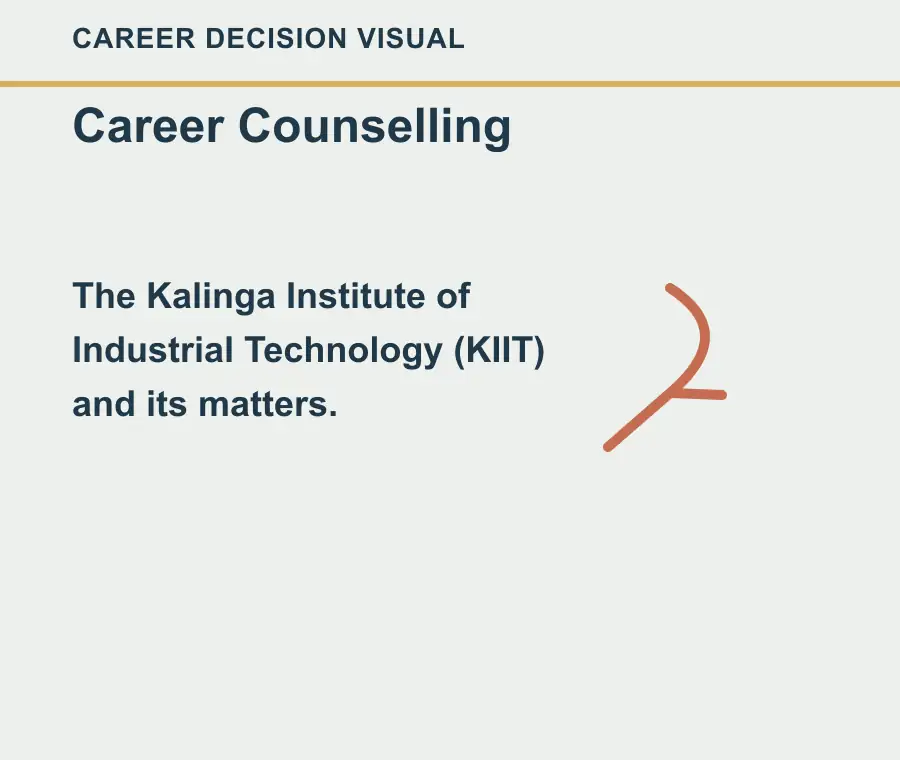 CAREER DECISION VISUAL
Career Counselling
The Kalinga Institute of
Industrial Technology (KIIT)
and its matters.